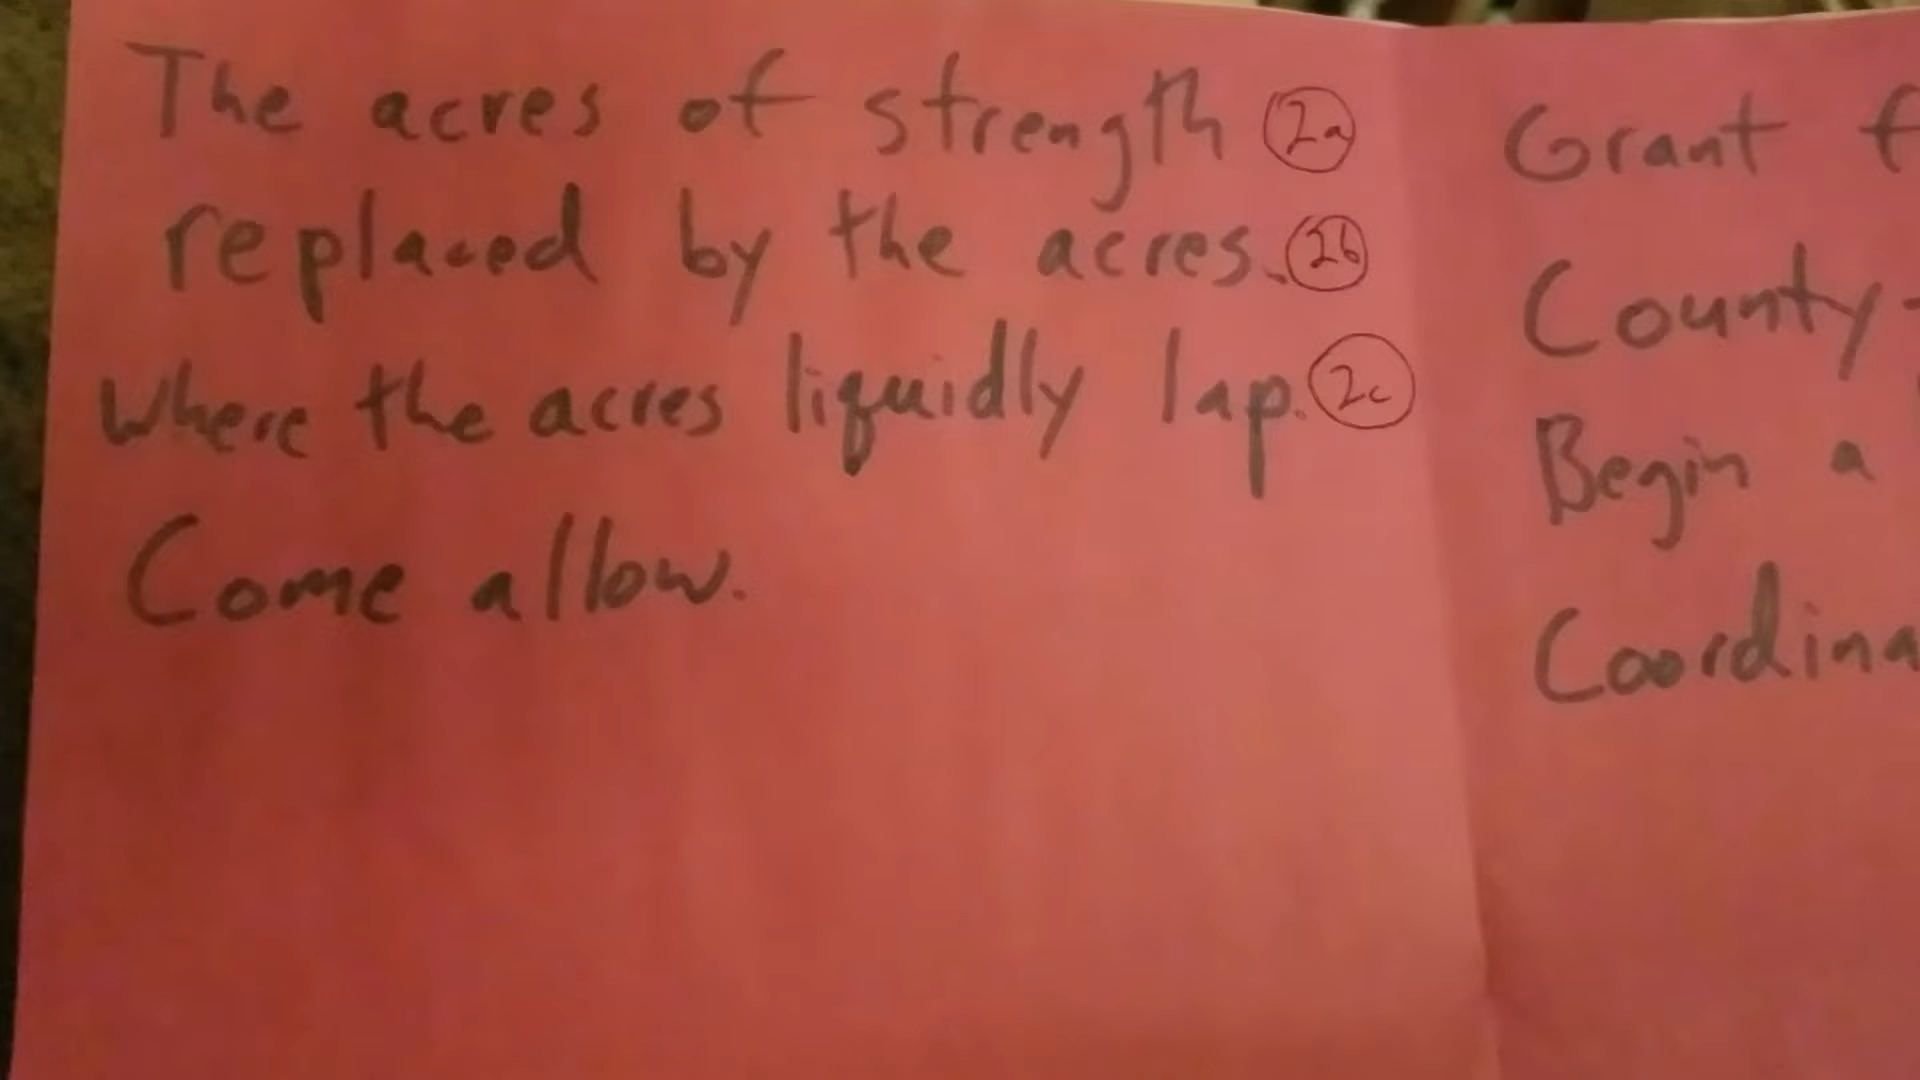 The acres of strength 2a
replaced by the acres. 2b
Where the acres liquidly lap. 2c
Come allow.
Grant f
County-
Begin a
Coordina